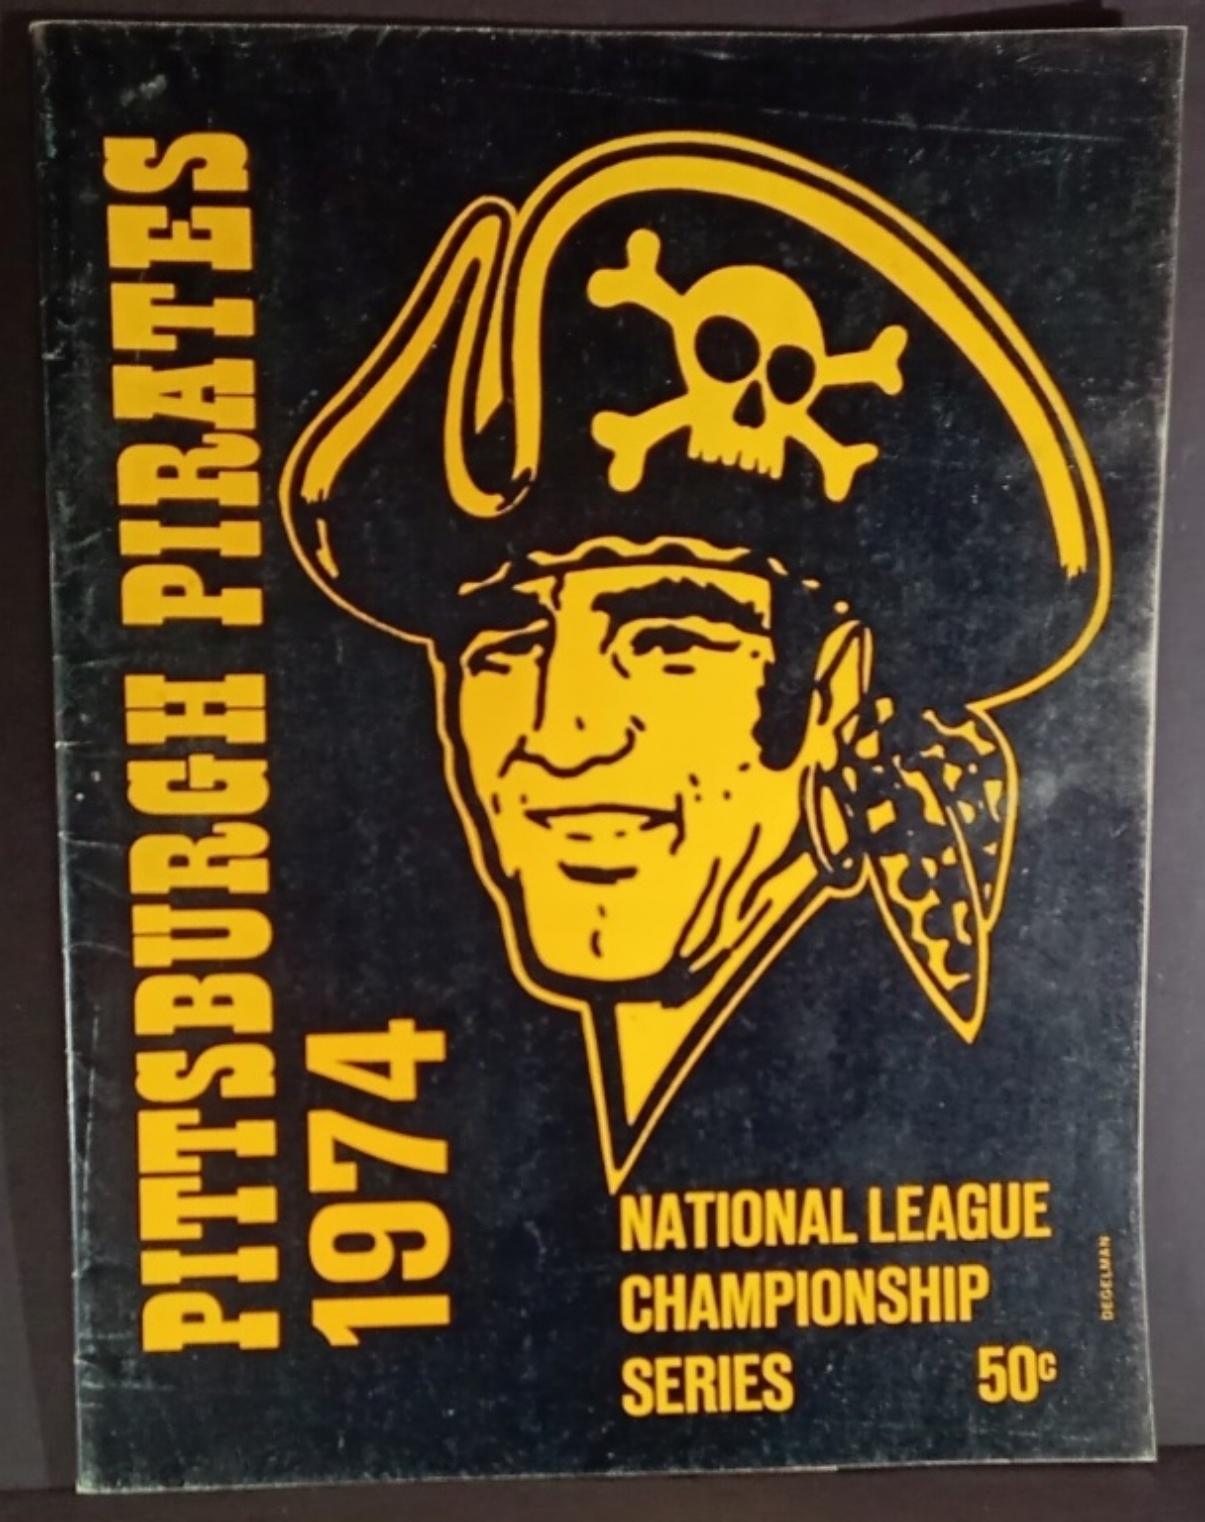 PITTSBURGH PIRATES
1974
NATIONAL LEAGUE
CHAMPIONSHIP
SERIES
50c
DEGELMAN